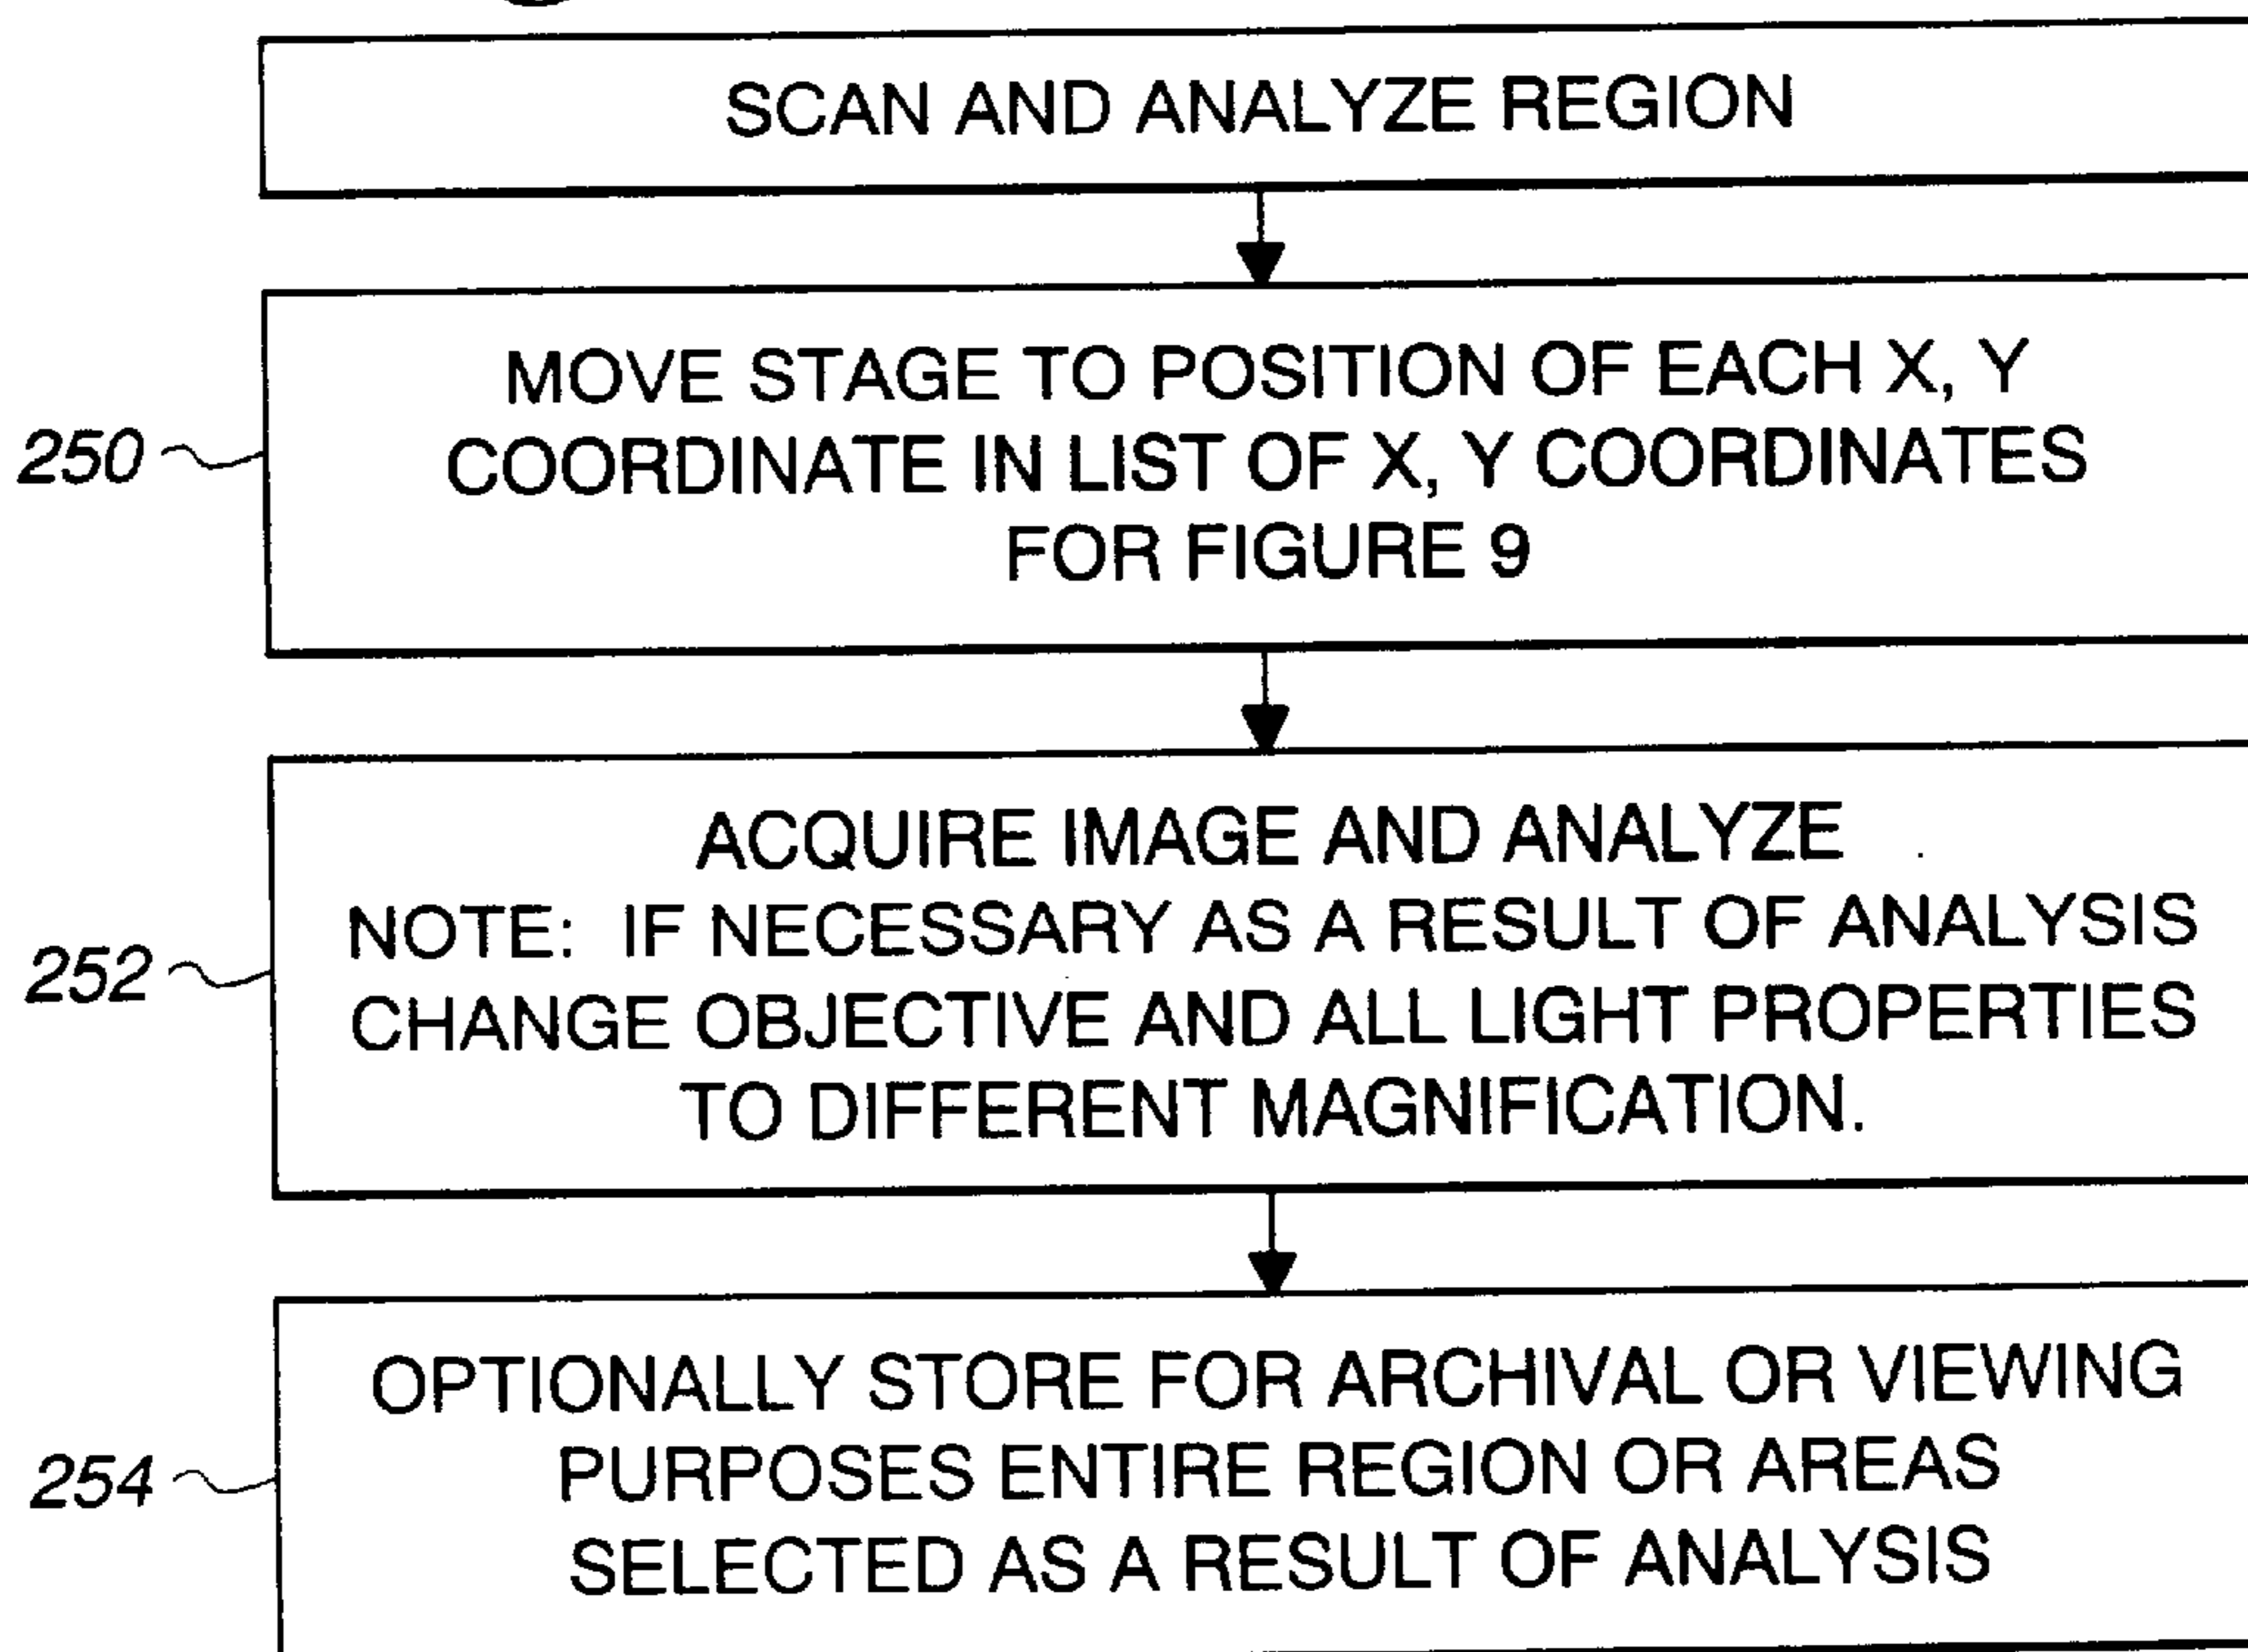 SCAN AND ANALYZE REGION
MOVE STAGE TO POSITION OF EACH X, Y
250
COORDINATE IN LIST OF X, Y COORDINATES
FOR FIGURE 9
ACQUIRE IMAGE AND ANALYZE
NOTE: IF NECESSARY AS A RESULT OF ANALYSIS
252
CHANGE OBJECTIVE AND ALL LIGHT PROPERTIES
TO DIFFERENT MAGNIFICATION.
OPTIONALLY STORE FOR ARCHIVAL OR VIEWING
254
PURPOSES ENTIRE REGION OR AREAS
SELECTED AS A RESULT OF ANALYSIS